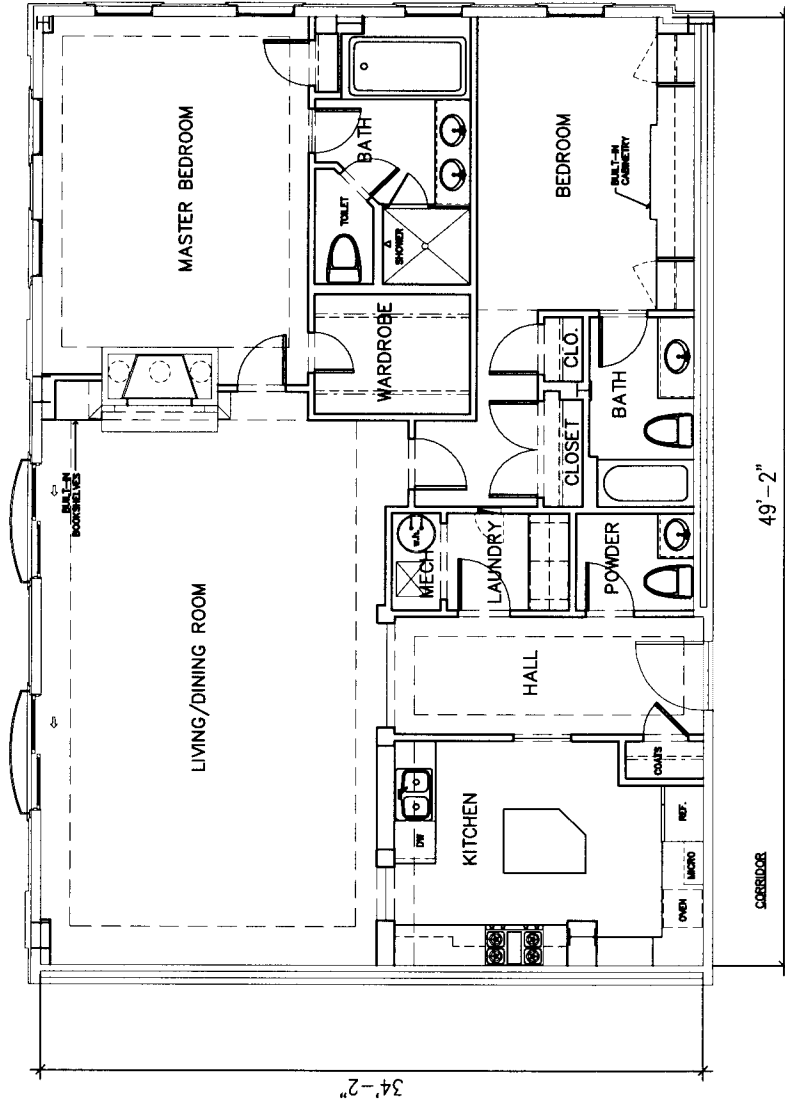 MASTER BEDROOM
BATH
TOILET
SHOWER
BEDROOM
BUILT-IN
CABINETRY
WARDROBE
CLO.
BATH
CLOSET
BUILT-IN
BOOKSHELVES
LIVING/DINING ROOM
MECH
W.H.
LAUNDRY
POWDER
HALL
COATS
KITCHEN
DW
REF.
MICRO
OVEN
CORRIDOR
49'-2"
34'-2"